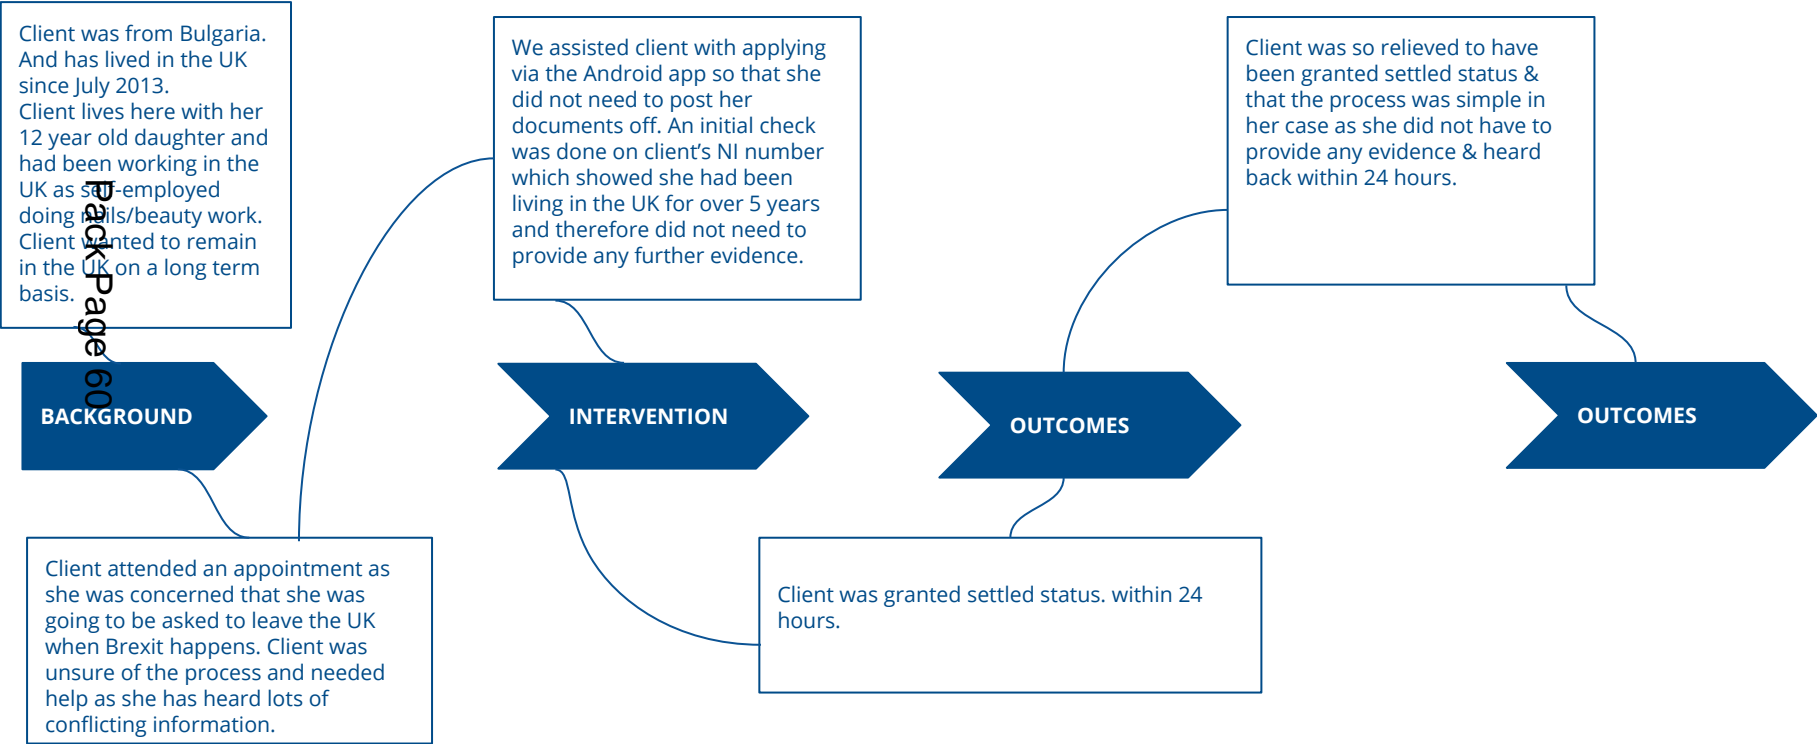 Client was from Bulgaria.
And has lived in the UK
since July 2013.
Client lives here with her
12 year old daughter and
had been working in the
UK as self-employed
doing nails/beauty work.
Client wanted to remain
in the UK on a long term
basis.
Pack Page 60
BACKGROUND
Client attended an appointment as
she was concerned that she was
going to be asked to leave the UK
when Brexit happens. Client was
unsure of the process and needed
help as she has heard lots of
conflicting information.
We assisted client with applying
via the Android app so that she
did not need to post her
documents off. An initial check
was done on client’s NI number
which showed she had been
living in the UK for over 5 years
and therefore did not need to
provide any further evidence.
INTERVENTION
Client was granted settled status. within 24
hours.
OUTCOMES
Client was so relieved to have
been granted settled status &
that the process was simple in
her case as she did not have to
provide any evidence & heard
back within 24 hours.
OUTCOMES